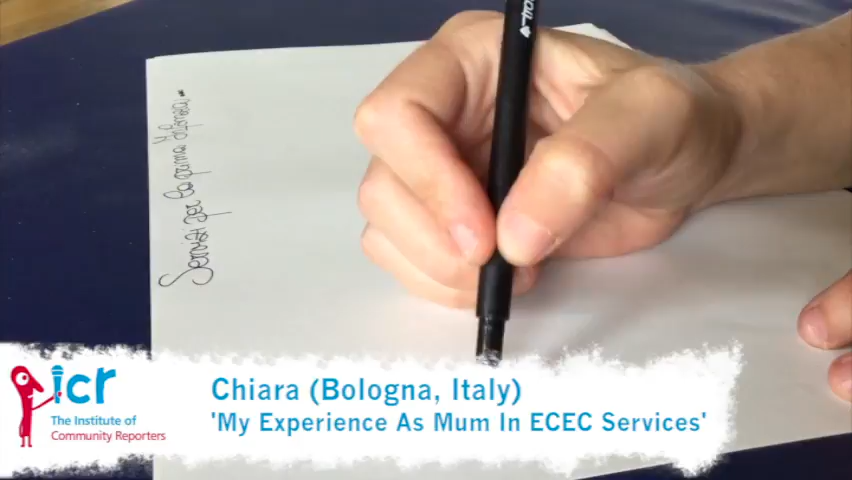 Servizi per la prima Infanzia
icr
The Institute of
Community Reporters
Chiara (Bologna, Italy)
'My Experience As Mum In ECEC Services'